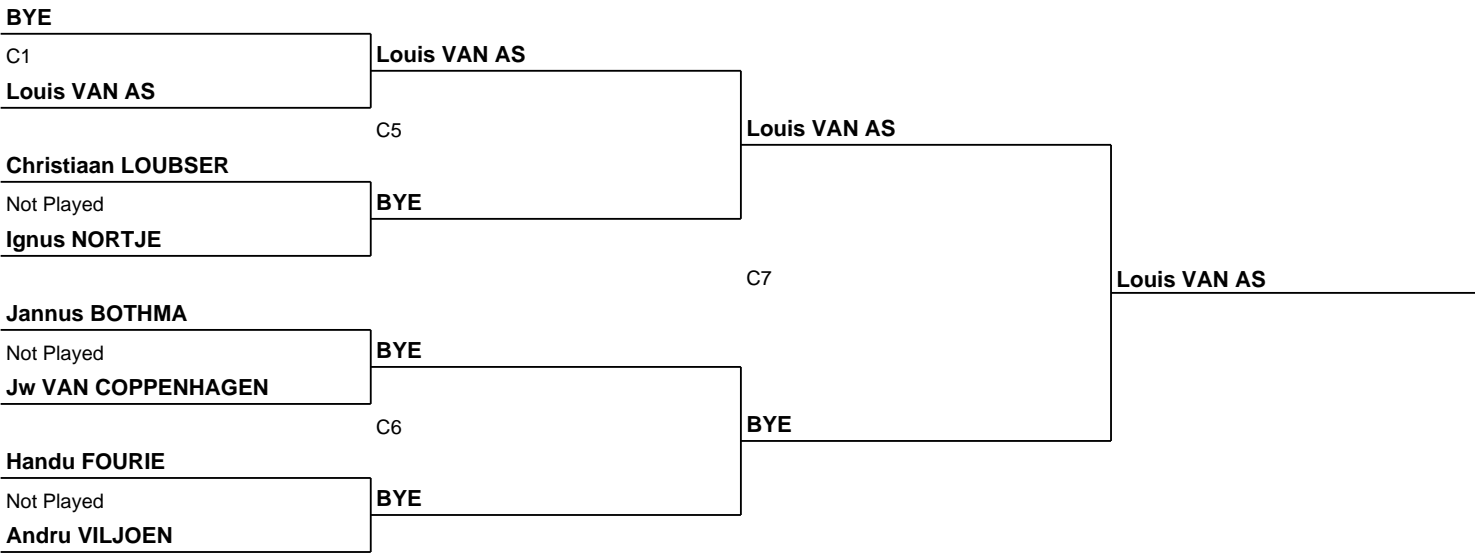 BYE
C1
Louis VAN AS
Louis VAN AS
C5
Louis VAN AS
Christiaan LOUBSER
Not Played
BYE
Ignus NORTJE
C7
Louis VAN AS
Jannus BOTHMA
Not Played
BYE
Jw VAN COPPENHAGEN
C6
BYE
Handu FOURIE
Not Played
BYE
Andru VILJOEN